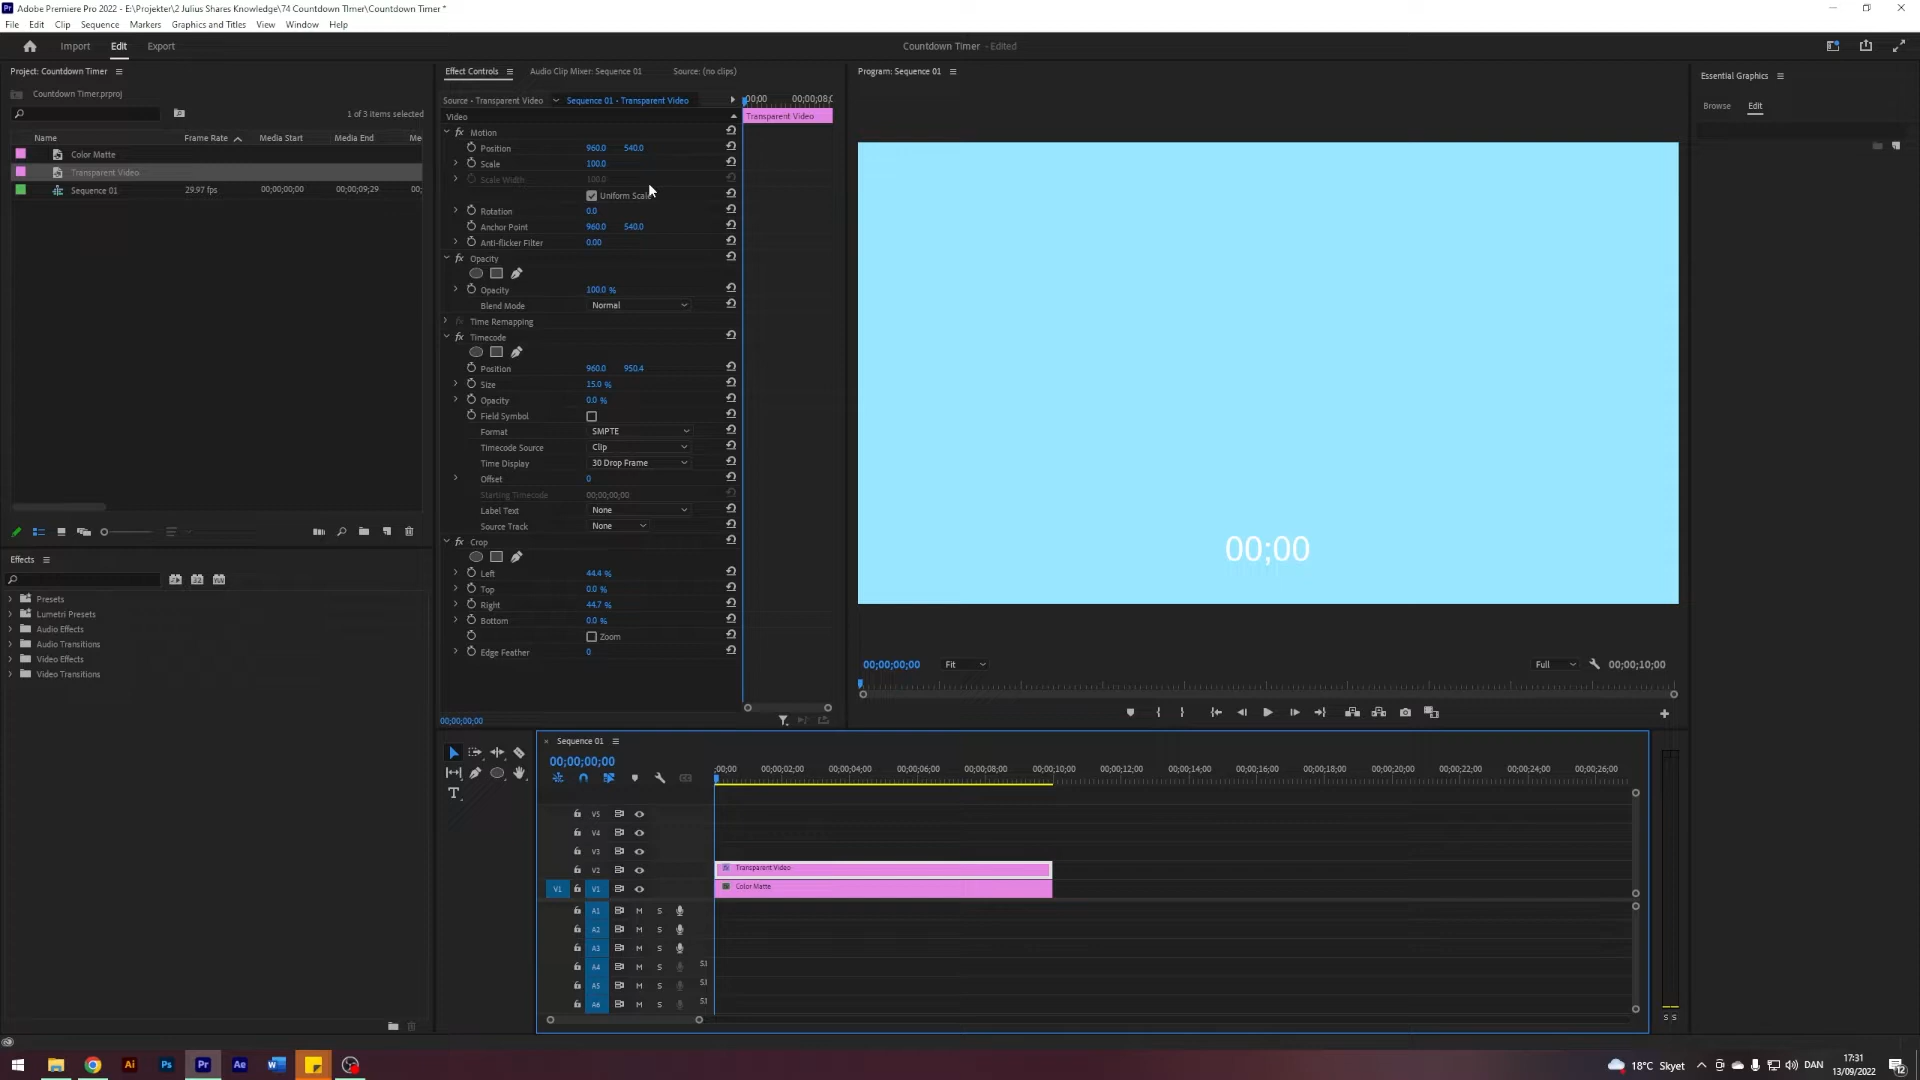 Adobe Premiere Pro 2022 - E:\Projekter\2 Julius Shares Knowledge\74 Countdown TImer\Countdown Timer *
File Edit Clip Sequence Markers Graphics and Titles View Window Help
Import Edit Export
Countdown Timer - Edited
Project: Countdown Timer
Countdown TImer.prproj
1 of 3 items selected
Name Frame Rate Media Start Media End Me
Color Matte
Transparent Video
Sequence 01 29.97 fps 00;00;00;00 00;00;09;29 00;
Effects
Presets
Lumetri Presets
Audio Effects
Audio Transitions
Video Effects
Video Transitions
Effect Controls Audio Clip Mixer: Sequence 01 Source: (no clips)
Source - Transparent Video Sequence 01 - Transparent Video
;00;00 00;00;08;0
Video Transparent Video
fx Motion
Position 960.0 540.0
Scale 100.0
Scale Width 100.0
Uniform Scale
Rotation 0.0
Anchor Point 960.0 540.0
Anti-flicker Filter 0.00
fx Opacity
Opacity 100.0 %
Blend Mode Normal
fx Time Remapping
fx Timecode
Position 960.0 950.4
Size 15.0 %
Opacity 0.0 %
Field Symbol
Format SMPTE
Timecode Source Clip
Time Display 30 Drop Frame
Offset 0
Starting Timecode 00;00;00;00
Label Text None
Source Track None
fx Crop
Left 44.4 %
Top 0.0 %
Right 44.7 %
Bottom 0.0 %
Zoom
Edge Feather 0
00;00;00;00
Program: Sequence 01
00;00
00;00;00;00 Fit Full 00;00;10;00
Essential Graphics
Browse Edit
Sequence 01
00;00;00;00
;00;00 00;00;02;00 00;00;04;00 00;00;06;00 00;00;08;00 00;00;10;00 00;00;12;00 00;00;14;00 00;00;16;00 00;00;18;00 00;00;20;00 00;00;22;00 00;00;24;00 00;00;26;00
V5
V4
V3
V2 Transparent Video
V1 V1 Color Matte
A1 M S
A2 M S
A3 M S
A4 M S 5.1
A5 M S 5.1
A6 M S 5.1
S S
Ai Ps Pr Ae W
18°C Skyet DAN 17:31
13/09/2022 12